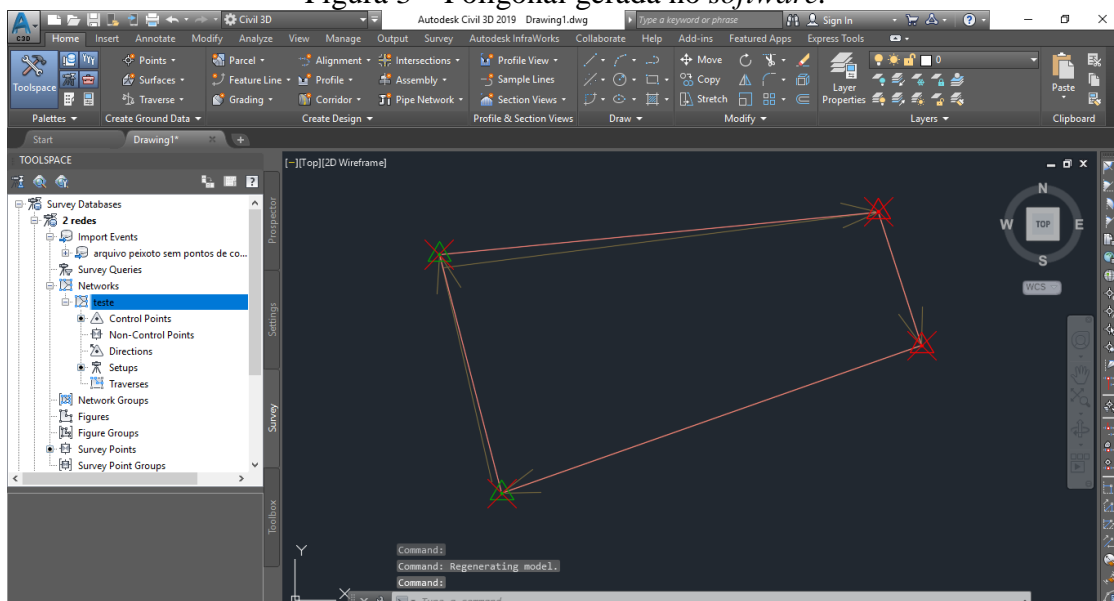 Figura 3 – Poligonal gerada no software.
Civil 3D
Autodesk Civil 3D 2019 Drawing1.dwg
Type a keyword or phrase
Sign In
C3D
Home Insert Annotate Modify Analyze View Manage Output Survey Autodesk InfraWorks Collaborate Help Add-ins Featured Apps Express Tools
Toolspace
Points
Surfaces
Traverse
Parcel
Feature Line
Grading
Alignment
Profile
Corridor
Intersections
Assembly
Pipe Network
Profile View
Sample Lines
Section Views
Move
Copy
Stretch
Layer
Properties
0
Paste
Palettes
Create Ground Data
Create Design
Profile & Section Views
Draw
Modify
Layers
Clipboard
Start
Drawing1*
TOOLSPACE
Survey Databases
2 redes
Import Events
arquivo peixoto sem pontos de co...
Survey Queries
Networks
teste
Control Points
Non-Control Points
Directions
Setups
Traverses
Network Groups
Figures
Figure Groups
Survey Points
Survey Point Groups
Prospector
Settings
Survey
Toolbox
[–][Top][2D Wireframe]
N
W
TOP
E
S
WCS
Y
X
Command:
Command: Regenerating model.
Command:
Type a command